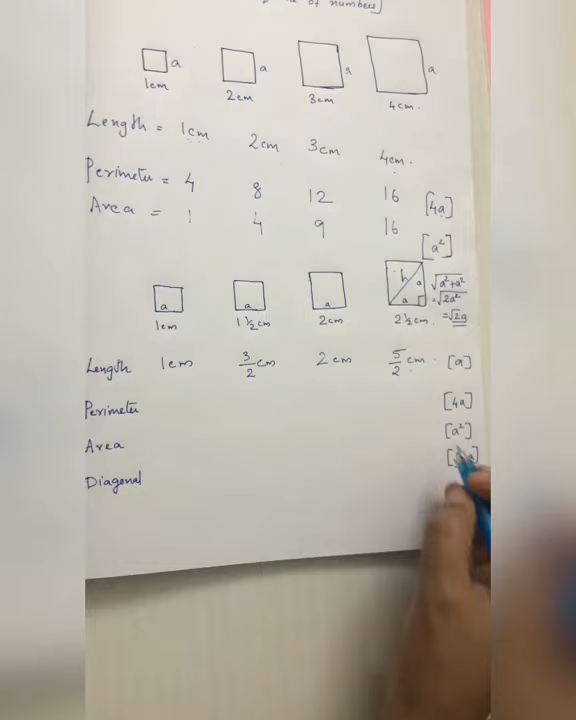 of numbers]
a a a a
1cm 2cm 3cm 4cm.
Length = 1cm 2cm 3cm 4cm.
Perimeter = 4 8 12 16 [4a]
Area = 1 4 9 16
[a²]
h a √a²+a²
a a a a = √2a²
1cm 1½cm 2cm 2½cm. = √2a
Length 1cm 3/2 cm 2cm 5/2 cm. [a]
Perimeter [4a]
Area [a²]
Diagonal